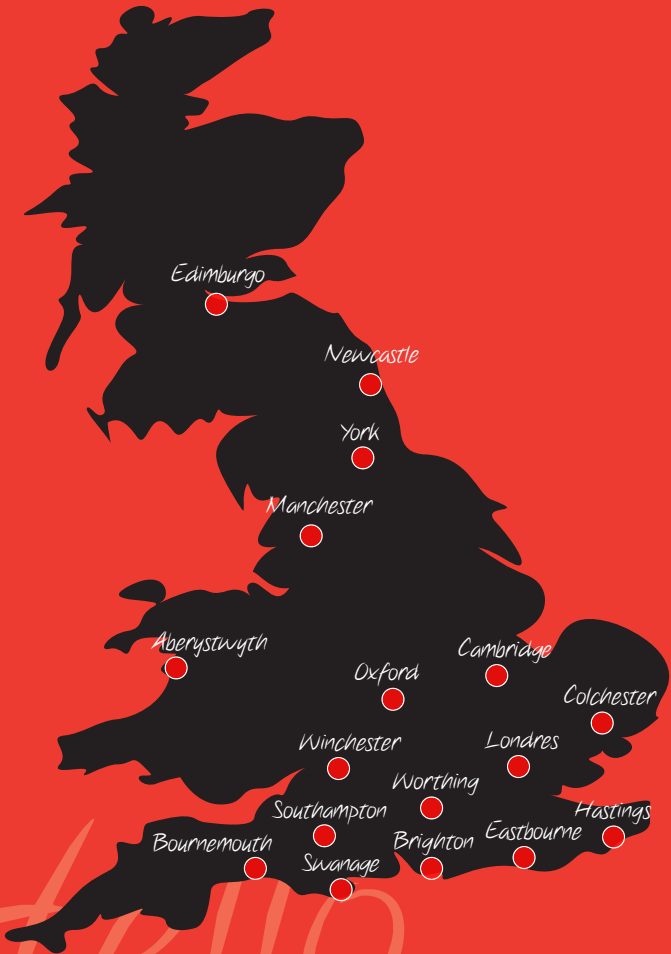 Edimburgo
Newcastle
York
Manchester
Aberystwyth
Cambridge
Oxford
Colchester
Winchester
Londres
Worthing
Southampton
Hastings
Bournemouth
Brighton
Eastbourne
Swanage